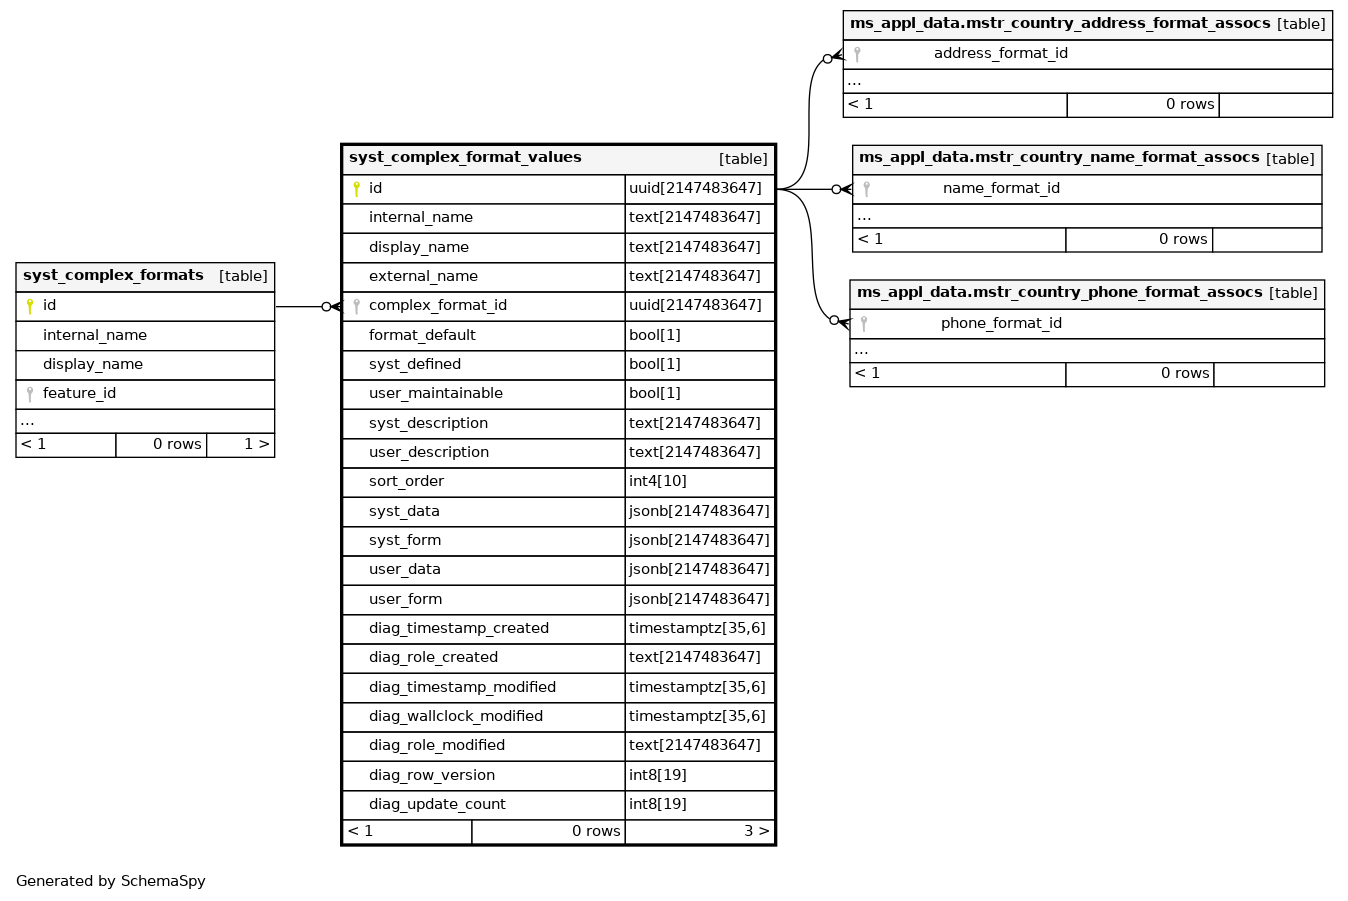 ms_appl_data.mstr_country_address_format_assocs [table]
address_format_id
...
< 1 0 rows
syst_complex_format_values [table]
id uuid[2147483647]
internal_name text[2147483647]
display_name text[2147483647]
external_name text[2147483647]
complex_format_id uuid[2147483647]
format_default bool[1]
syst_defined bool[1]
user_maintainable bool[1]
syst_description text[2147483647]
user_description text[2147483647]
sort_order int4[10]
syst_data jsonb[2147483647]
syst_form jsonb[2147483647]
user_data jsonb[2147483647]
user_form jsonb[2147483647]
diag_timestamp_created timestamptz[35,6]
diag_role_created text[2147483647]
diag_timestamp_modified timestamptz[35,6]
diag_wallclock_modified timestamptz[35,6]
diag_role_modified text[2147483647]
diag_row_version int8[19]
diag_update_count int8[19]
< 1 0 rows 3 >
ms_appl_data.mstr_country_name_format_assocs [table]
name_format_id
...
< 1 0 rows
syst_complex_formats [table]
id
internal_name
display_name
feature_id
...
< 1 0 rows 1 >
ms_appl_data.mstr_country_phone_format_assocs [table]
phone_format_id
...
< 1 0 rows
Generated by SchemaSpy